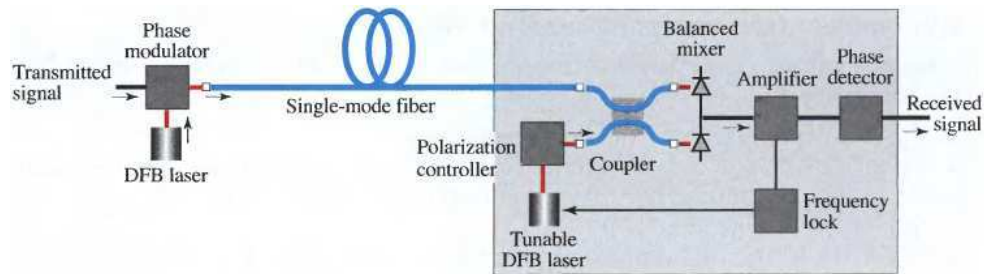 Phase
modulator
Transmitted
signal
DFB laser
Single-mode fiber
Balanced
mixer
Amplifier
Phase
detector
Received
signal
Polarization
controller
Coupler
Tunable
DFB laser
Frequency
lock